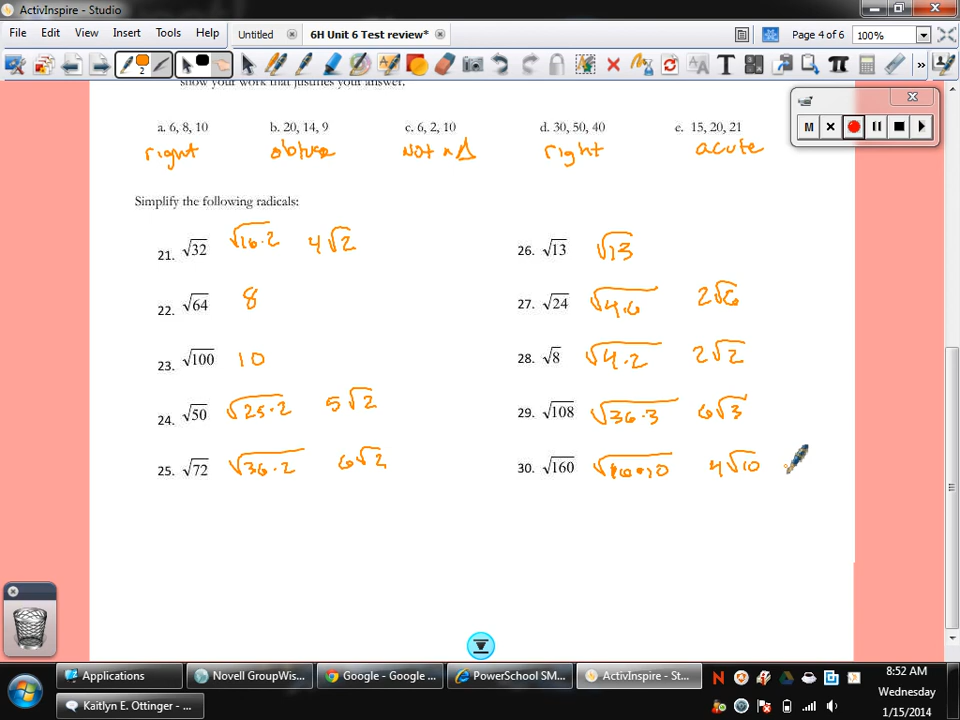 ActivInspire - Studio
File Edit View Insert Tools Help Untitled 6H Unit 6 Test review* Page 4 of 6 100%
2
M
show your work that justifies your answer.
a. 6, 8, 10 b. 20, 14, 9 c. 6, 2, 10 d. 30, 50, 40 e. 15, 20, 21
right obtuse Not a Δ right acute
Simplify the following radicals:
21. √32 √16·2 4√2
22. √64 8
23. √100 10
24. √50 √25·2 5√2
25. √72 √36·2 6√2
26. √13 √13
27. √24 √4·6 2√6
28. √8 √4·2 2√2
29. √108 √36·3 6√3
30. √160 √16·10 4√10
Applications Novell GroupWis... Google - Google ... PowerSchool SM... ActivInspire - St...
Kaitlyn E. Ottinger - ...
8:52 AM
Wednesday
1/15/2014